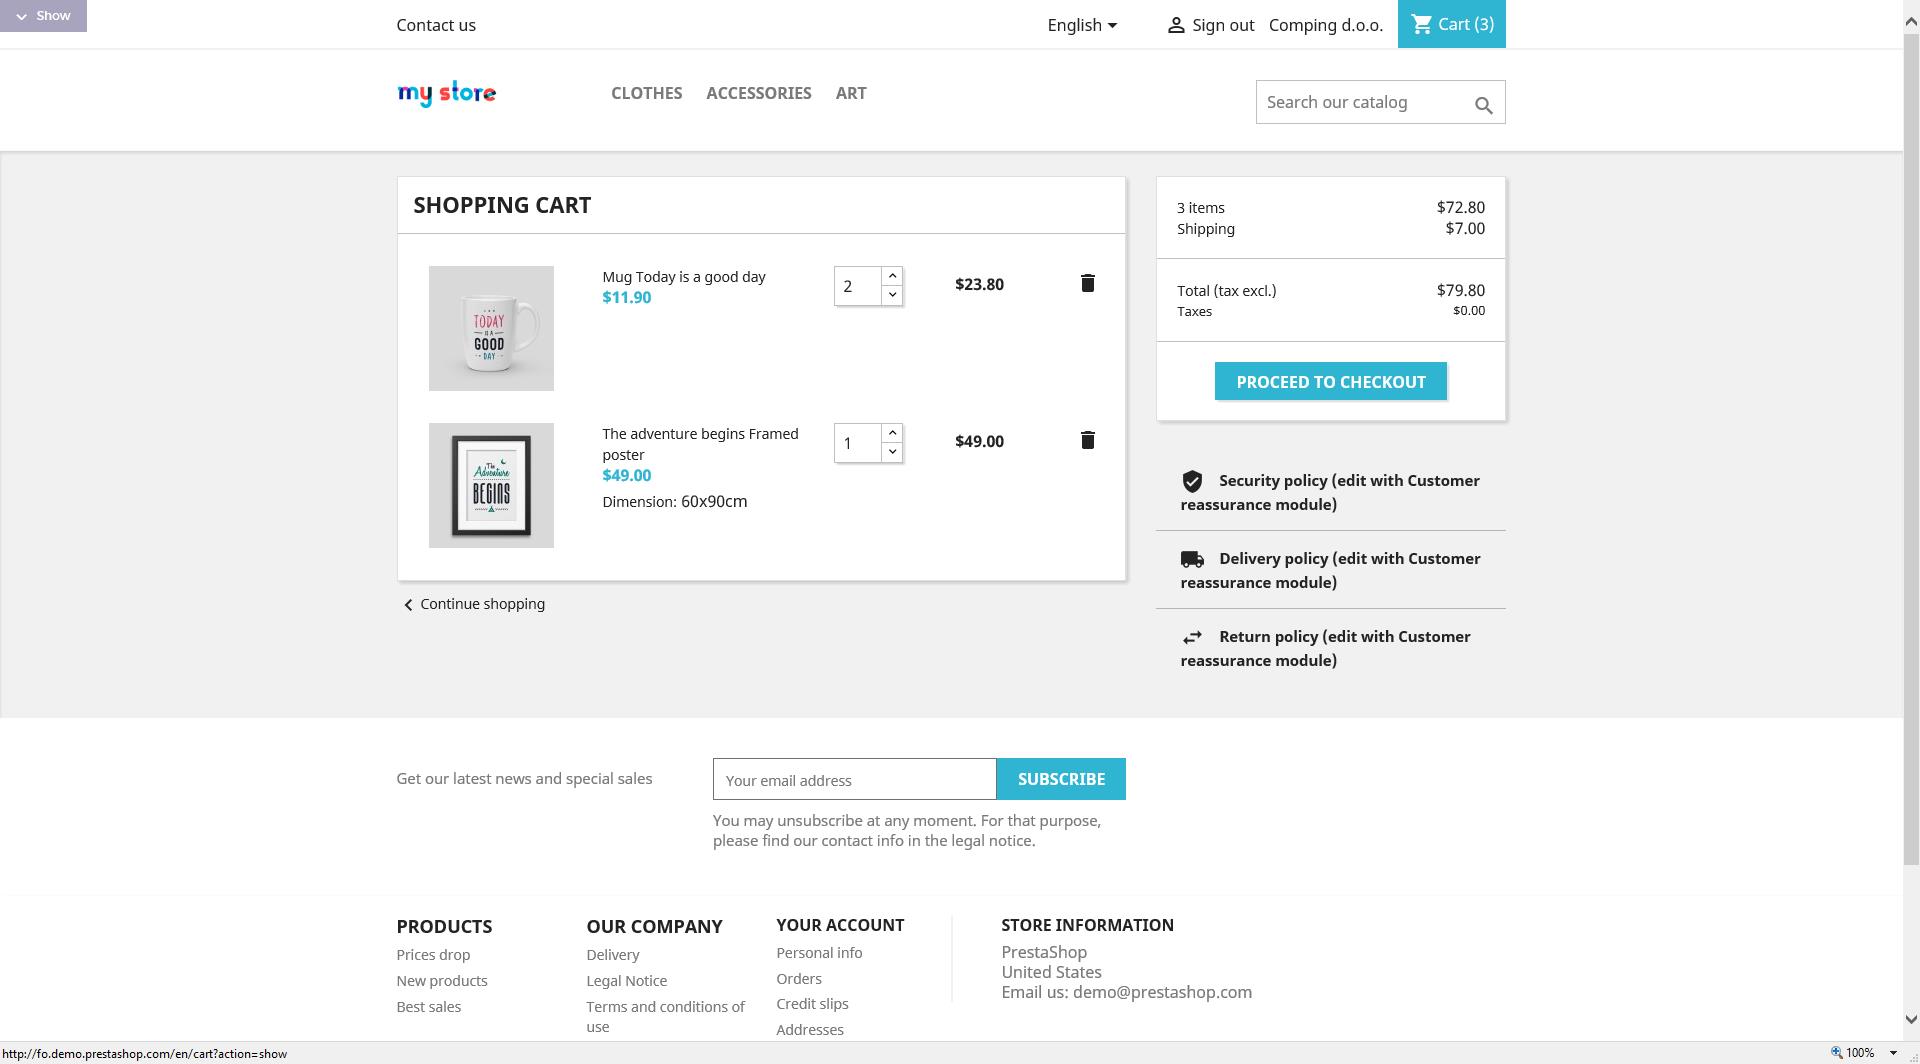 Show
Contact us
English
Sign out
Comping d.o.o.
Cart (3)
my store
CLOTHES
ACCESSORIES
ART
Search our catalog
SHOPPING CART
TODAY
IS A
GOOD
DAY
Mug Today is a good day
$11.90
2
$23.80
The
Adventure
BEGINS
The adventure begins Framed
poster
$49.00
Dimension: 60x90cm
1
$49.00
Continue shopping
3 items
$72.80
Shipping
$7.00
Total (tax excl.)
$79.80
Taxes
$0.00
PROCEED TO CHECKOUT
Security policy (edit with Customer
reassurance module)
Delivery policy (edit with Customer
reassurance module)
Return policy (edit with Customer
reassurance module)
Get our latest news and special sales
Your email address
SUBSCRIBE
You may unsubscribe at any moment. For that purpose,
please find our contact info in the legal notice.
PRODUCTS
Prices drop
New products
Best sales
OUR COMPANY
Delivery
Legal Notice
Terms and conditions of
use
YOUR ACCOUNT
Personal info
Orders
Credit slips
Addresses
STORE INFORMATION
PrestaShop
United States
Email us: demo@prestashop.com
http://fo.demo.prestashop.com/en/cart?action=show
100%